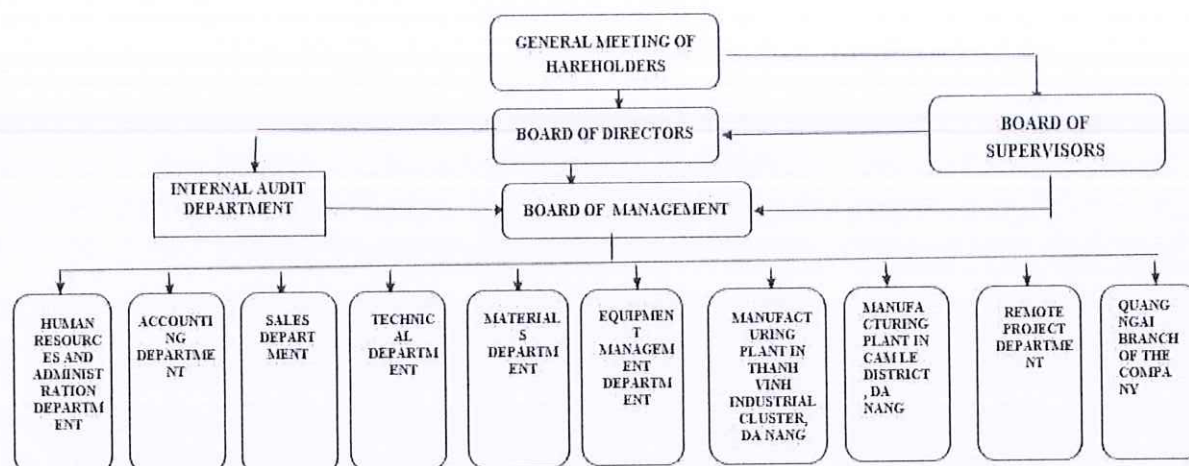 GENERAL MEETING OF
HAREHOLDERS
BOARD OF DIRECTORS
BOARD OF
SUPERVISORS
INTERNAL AUDIT
DEPARTMENT
BOARD OF MANAGEMENT
HUMAN
RESOURC
ES AND
ADMINIST
RATION
DEPARTM
ENT
ACCOUNTI
NG
DEPARTME
NT
SALES
DEPART
MENT
TECHNIC
AL
DEPARTM
ENT
MATERIAL
S
DEPARTM
ENT
EQUIPMEN
T
MANAGEM
ENT
DEPARTM
ENT
MANUFACT
URING
PLANT IN
THANH
VINH
INDUSTRIAL
CLUSTER,
DA NANG
MANUFA
CTURING
PLANT IN
CAM LE
DISTRICT
, DA
NANG
REMOTE
PROJECT
DEPARTME
NT
QUANG
NGAI
BRANCH
OF THE
COMPA
NY